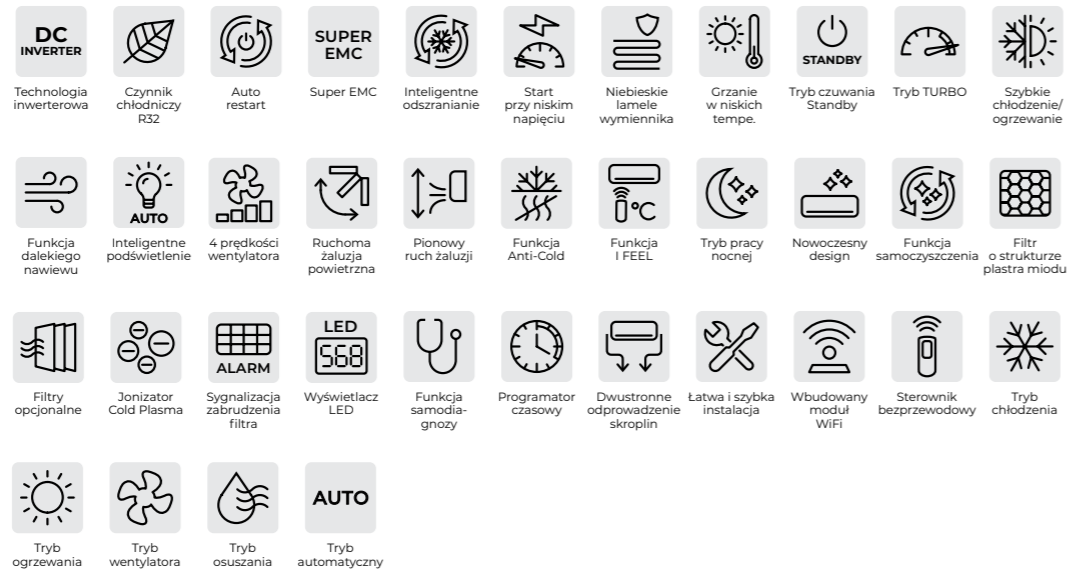 DC
INVERTER
Technologia
inwerterowa
Czynnik
chłodniczy
R32
Auto
restart
SUPER
EMC
Super EMC
Inteligentne
odszranianie
Start
przy niskim
napięciu
Niebieskie
lamele
wymiennika
Grzanie
w niskich
tempe.
STANDBY
Tryb czuwania
Standby
Tryb TURBO
Szybkie
chłodzenie/
ogrzewanie
Funkcja
dalekiego
nawiewu
AUTO
Inteligentne
podświetlenie
4 prędkości
wentylatora
Ruchoma
żaluzja
powietrzna
Pionowy
ruch żaluzji
Funkcja
Anti-Cold
°C
Funkcja
I FEEL
Tryb pracy
nocnej
Nowoczesny
design
Funkcja
samoczyszczenia
Filtr
o strukturze
plastra miodu
Filtry
opcjonalne
Jonizator
Cold Plasma
ALARM
Sygnalizacja
zabrudzenia
filtra
LED
568
Wyświetlacz
LED
Funkcja
samodia-
gnozy
Programator
czasowy
Dwustronne
odprowadzenie
skroplin
Łatwa i szybka
instalacja
Wbudowany
moduł
WiFi
Sterownik
bezprzewodowy
Tryb
chłodzenia
Tryb
ogrzewania
Tryb
wentylatora
Tryb
osuszania
AUTO
Tryb
automatyczny